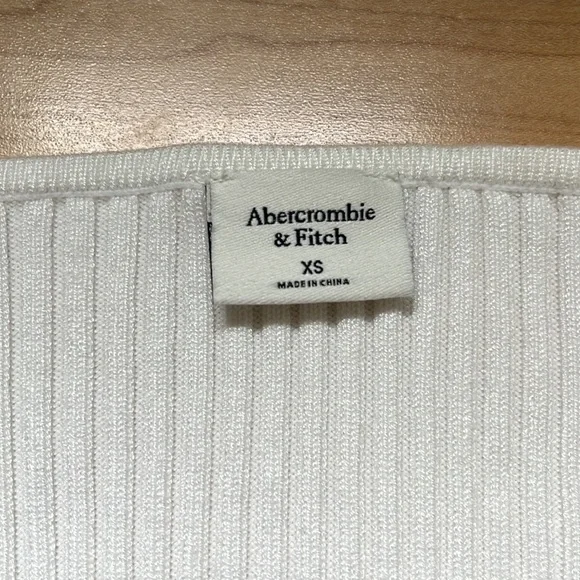 Abercrombie
& Fitch
XS
MADE IN CHINA